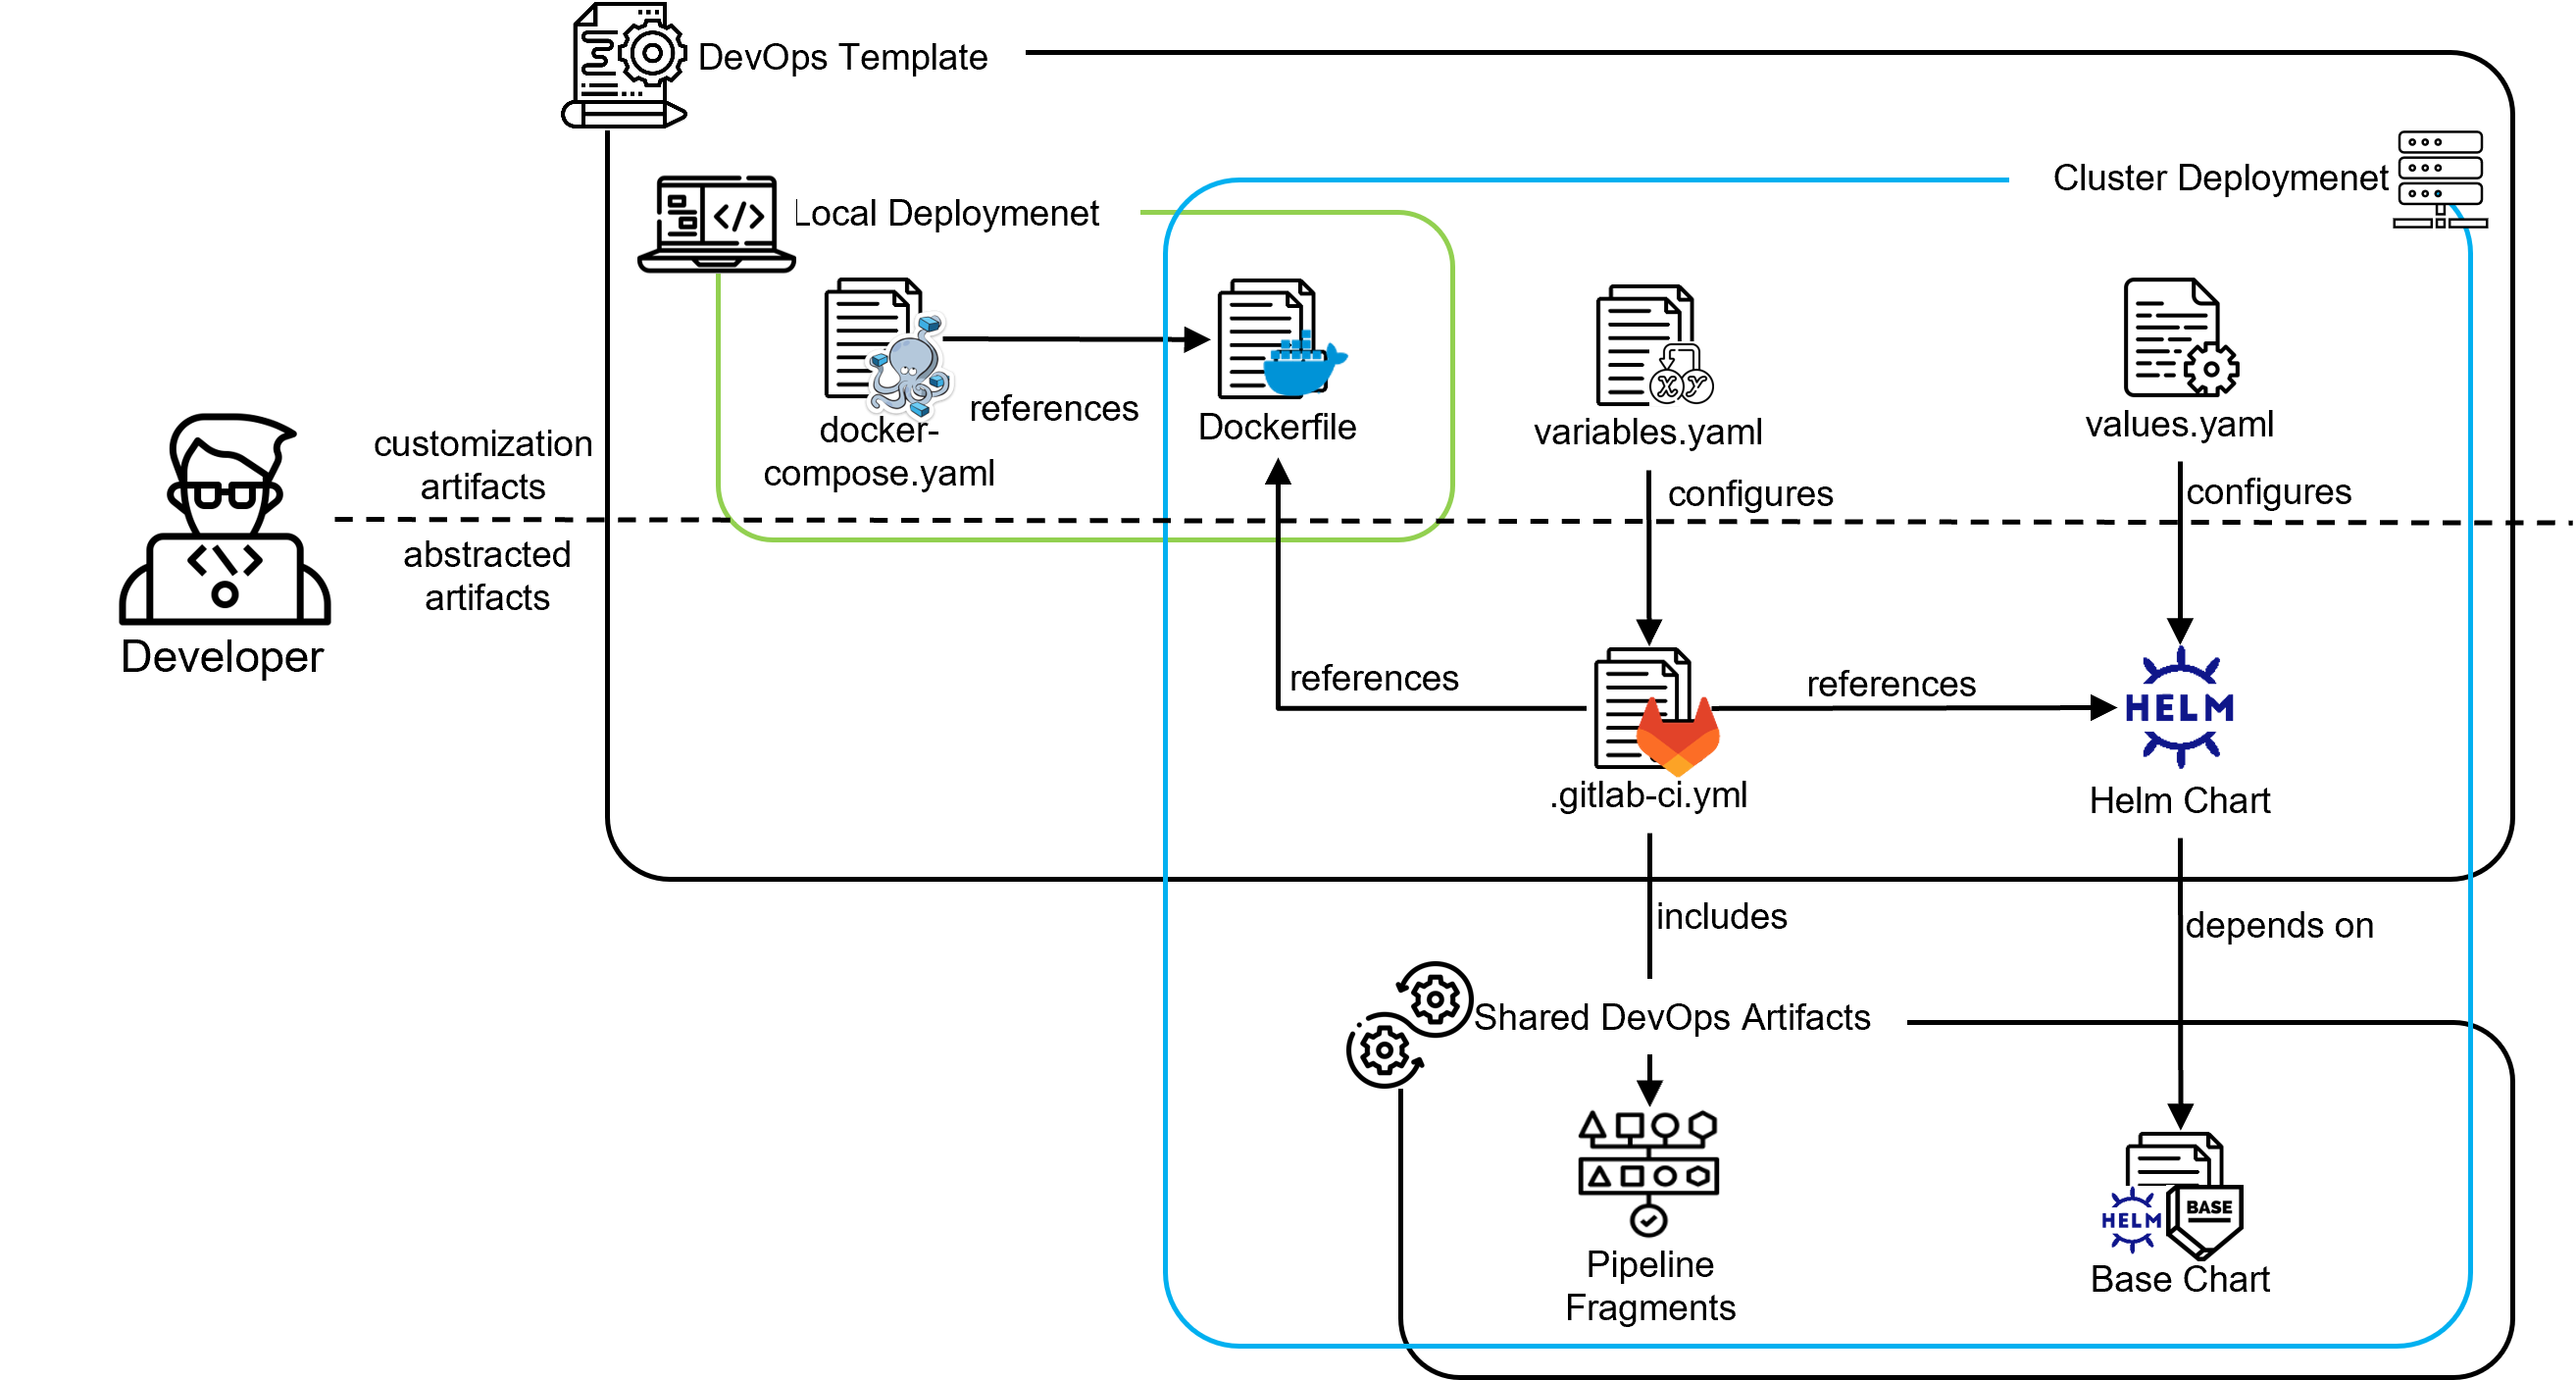 DevOps Template
Cluster Deploymenet
Local Deploymenet
docker-
compose.yaml
references
Dockerfile
variables.yaml
values.yaml
customization
artifacts
configures
configures
abstracted
artifacts
Developer
references
references
HELM
.gitlab-ci.yml
Helm Chart
includes
depends on
Shared DevOps Artifacts
HELM
BASE
Pipeline
Fragments
Base Chart